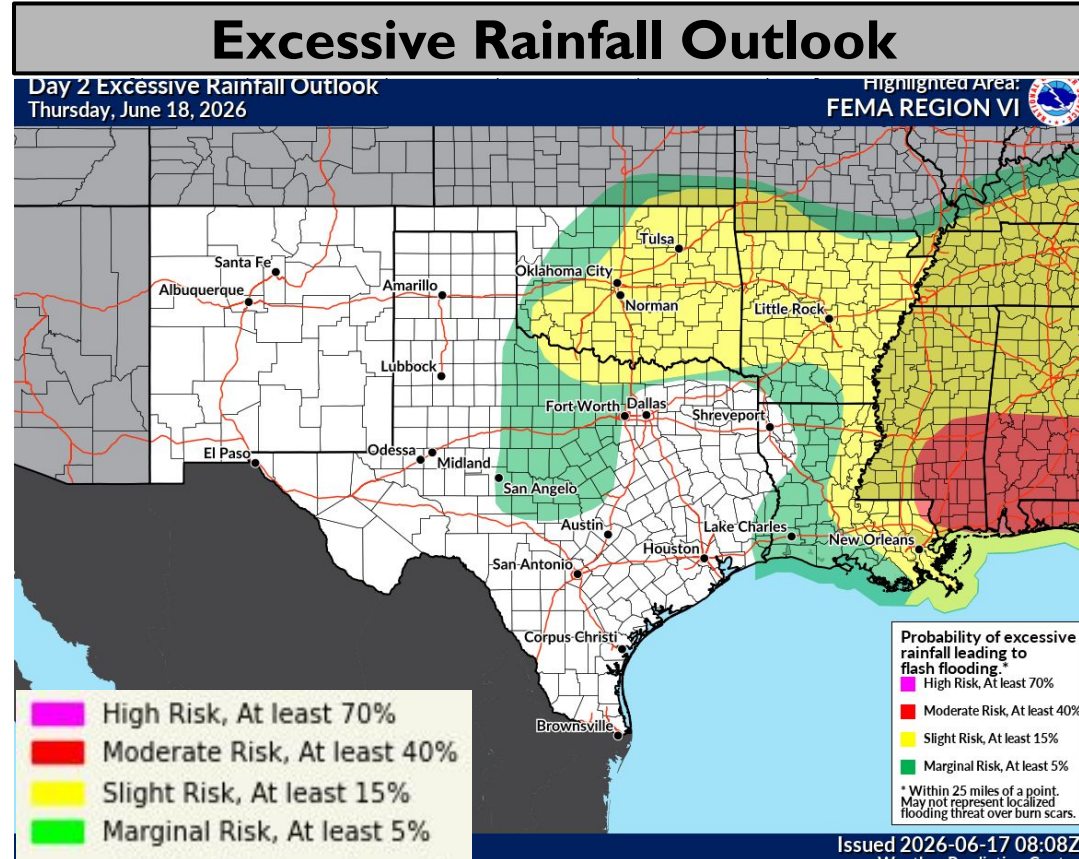 Excessive Rainfall Outlook
Day 2 Excessive Rainfall Outlook
Thursday, June 18, 2026
Highlighted Area:
FEMA REGION VI
Tulsa
Santa Fe
Oklahoma City
Albuquerque
Amarillo
Norman
Little Rock
Lubbock
Fort Worth
Dallas
Shreveport
El Paso
Odessa
Midland
San Angelo
Austin
Lake Charles
New Orleans
Houston
San Antonio
Corpus Christi
Brownsville
Probability of excessive
rainfall leading to
flash flooding.*
High Risk, At least 70%
Moderate Risk, At least 40%
Slight Risk, At least 15%
Marginal Risk, At least 5%
* Within 25 miles of a point.
May not represent localized
flooding threat over burn scars.
High Risk, At least 70%
Moderate Risk, At least 40%
Slight Risk, At least 15%
Marginal Risk, At least 5%
Issued 2026-06-17 08:08Z